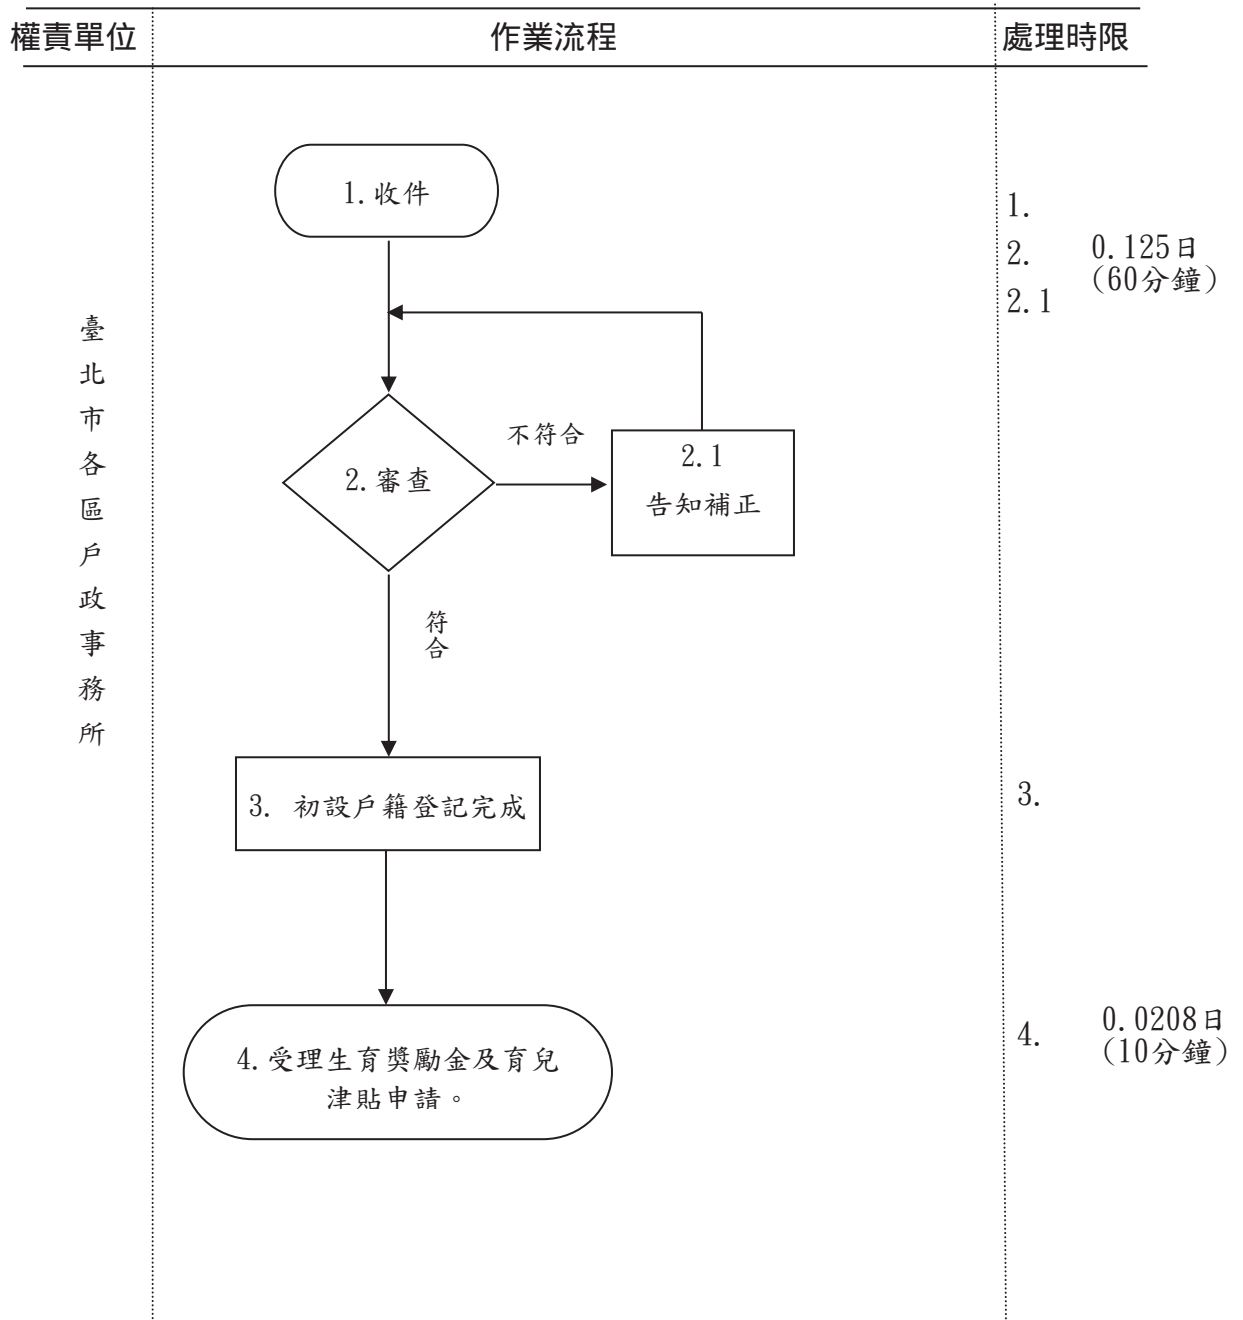 權責單位
作業流程
處理時限
臺北市各區戶政事務所
1.收件
1.
2.
0.125日
(60分鐘)
2.1
不符合
2.1
告知補正
2.審查
符合
3. 初設戶籍登記完成
3.
4.受理生育獎勵金及育兒
津貼申請。
4.
0.0208日
(10分鐘)